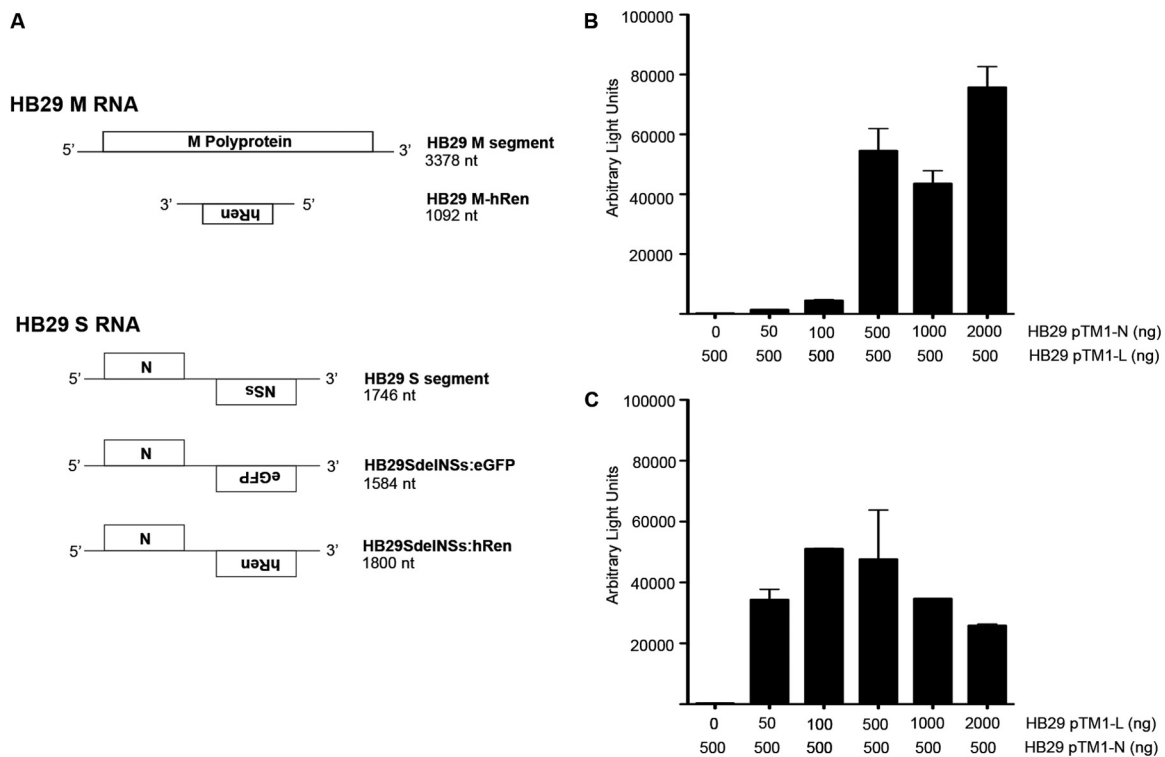 A
HB29 M RNA
5’ M Polyprotein 3’ HB29 M segment
3378 nt
3’ hRen 5’ HB29 M-hRen
1092 nt
HB29 S RNA
5’ N NSs 3’ HB29 S segment
1746 nt
5’ N eGFP 3’ HB29SdelNSs:eGFP
1584 nt
5’ N hRen 3’ HB29SdelNSs:hRen
1800 nt
B
Arbitrary Light Units
100000
80000
60000
40000
20000
0 50 100 500 1000 2000 HB29 pTM1-N (ng)
500 500 500 500 500 500 HB29 pTM1-L (ng)
C
Arbitrary Light Units
100000
80000
60000
40000
20000
0 50 100 500 1000 2000 HB29 pTM1-L (ng)
500 500 500 500 500 500 HB29 pTM1-N (ng)